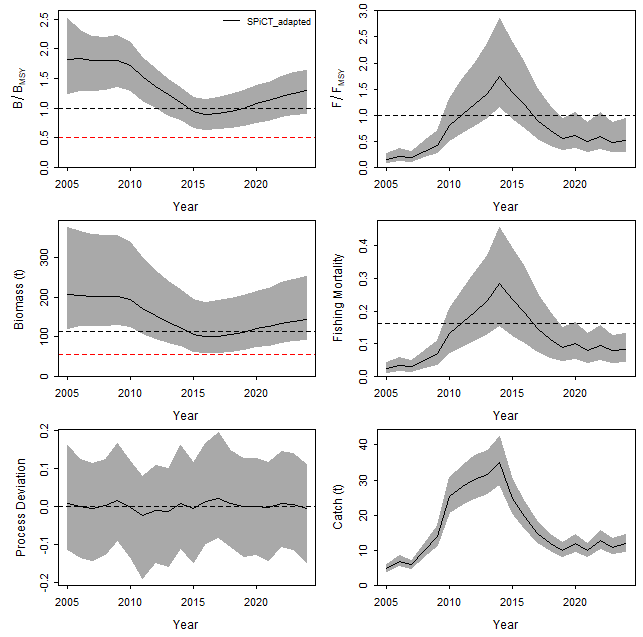 B / B_MSY
0.0 0.5 1.0 1.5 2.0 2.5
SPiCT_adapted
2005 2010 2015 2020
Year
F / F_MSY
0.0 0.5 1.0 1.5 2.0 2.5 3.0
2005 2010 2015 2020
Year
Biomass (t)
0 100 200 300
2005 2010 2015 2020
Year
Fishing Mortality
0.0 0.1 0.2 0.3 0.4
2005 2010 2015 2020
Year
Process Deviation
-0.2 -0.1 0.0 0.1 0.2
2005 2010 2015 2020
Year
Catch (t)
0 10 20 30 40
2005 2010 2015 2020
Year